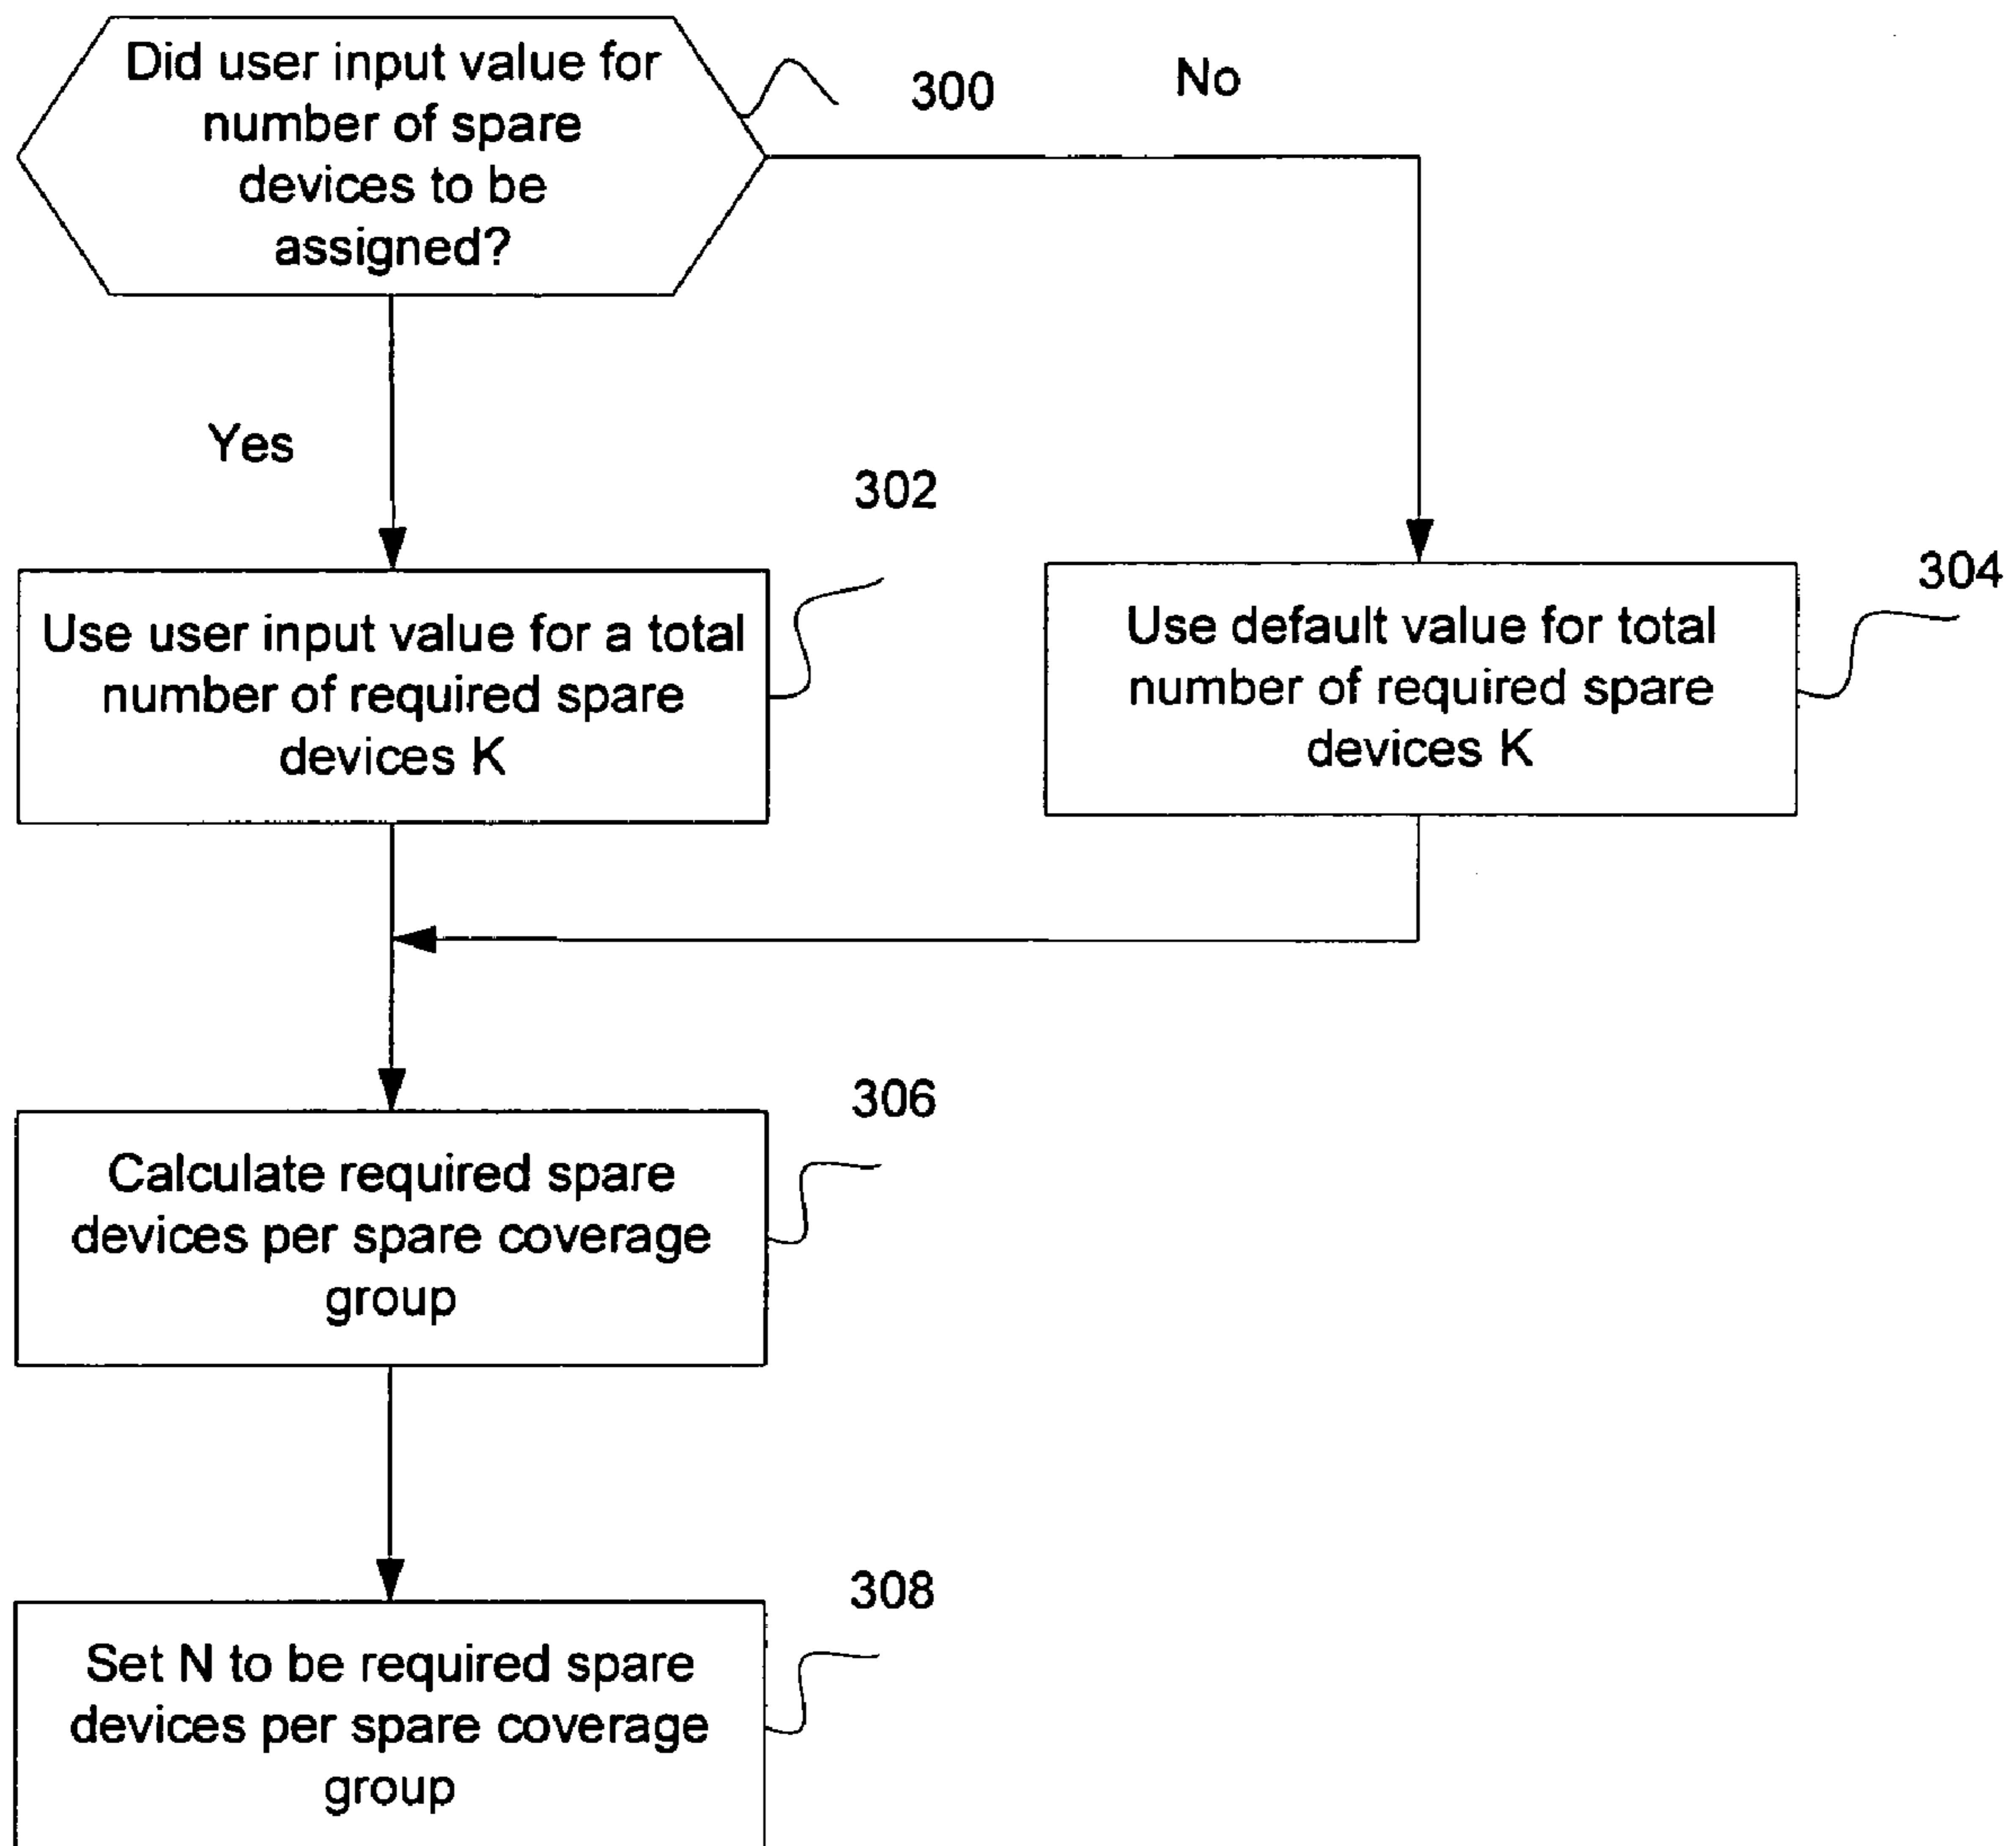 Did user input value for
number of spare
devices to be
assigned?
300
No
Yes
302
Use user input value for a total
number of required spare
devices K
304
Use default value for total
number of required spare
devices K
306
Calculate required spare
devices per spare coverage
group
308
Set N to be required spare
devices per spare coverage
group